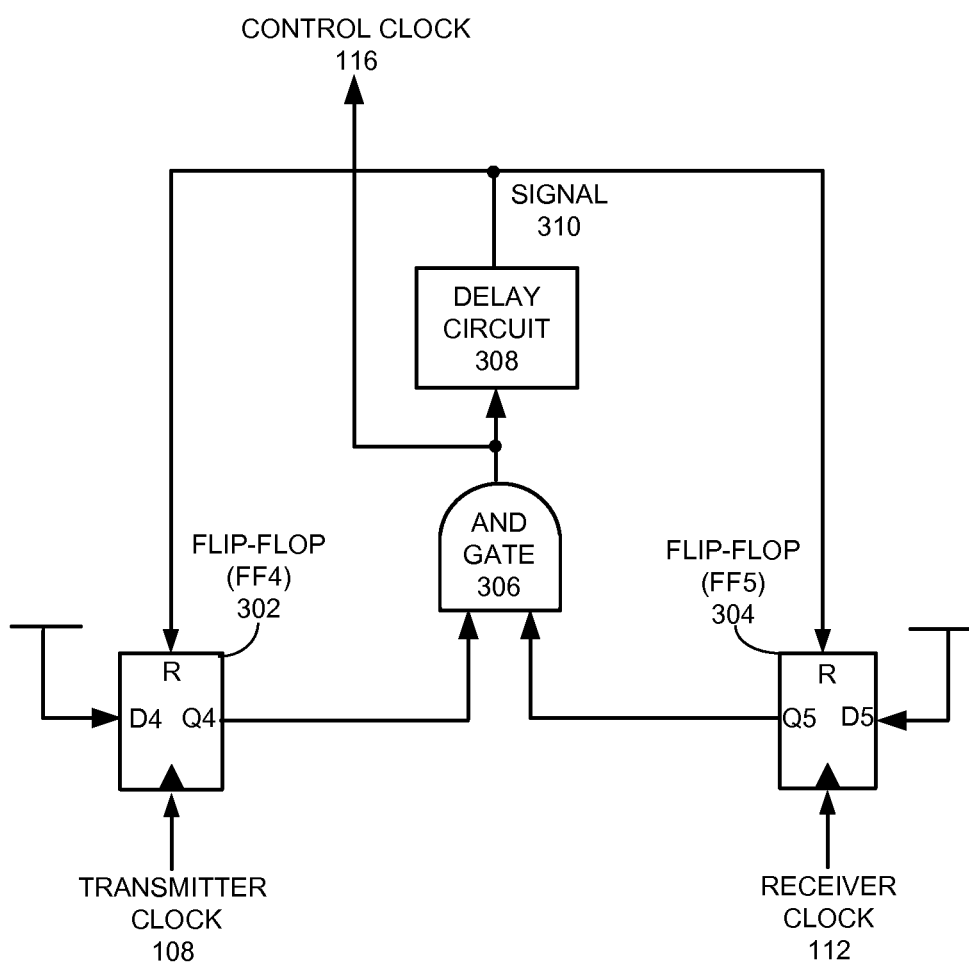 CONTROL CLOCK
116
SIGNAL
310
DELAY
CIRCUIT
308
AND
GATE
306
FLIP-FLOP
(FF4)
302
FLIP-FLOP
(FF5)
304
R
D4 Q4
R
Q5 D5
TRANSMITTER
CLOCK
108
RECEIVER
CLOCK
112